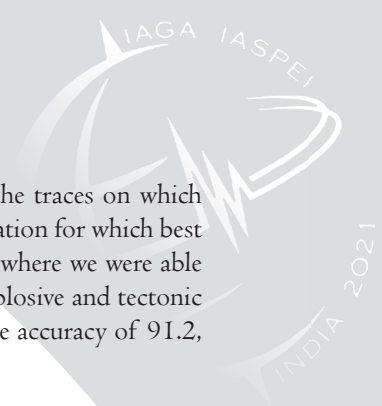 IAGA IASPEI
INDIA 2021
the traces on which
ation for which best
where we were able
plosive and tectonic
e accuracy of 91.2,